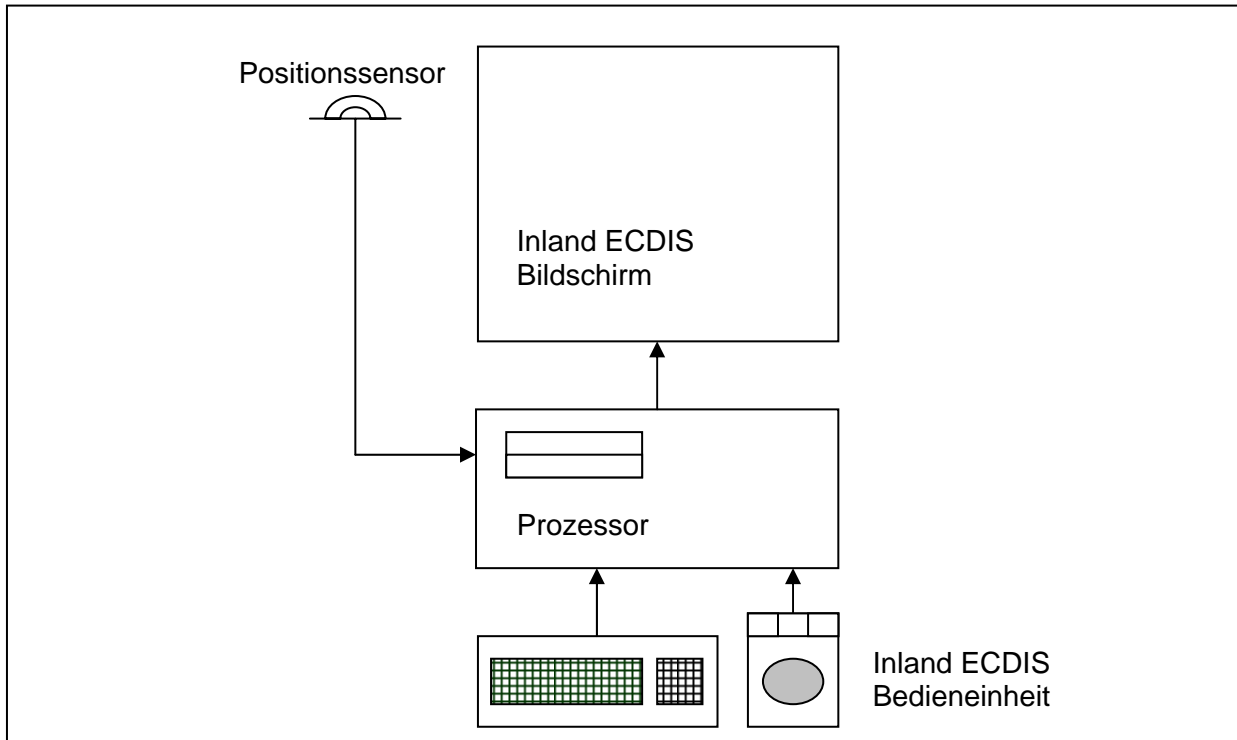 Positionssensor
Inland ECDIS
Bildschirm
Prozessor
Inland ECDIS
Bedieneinheit